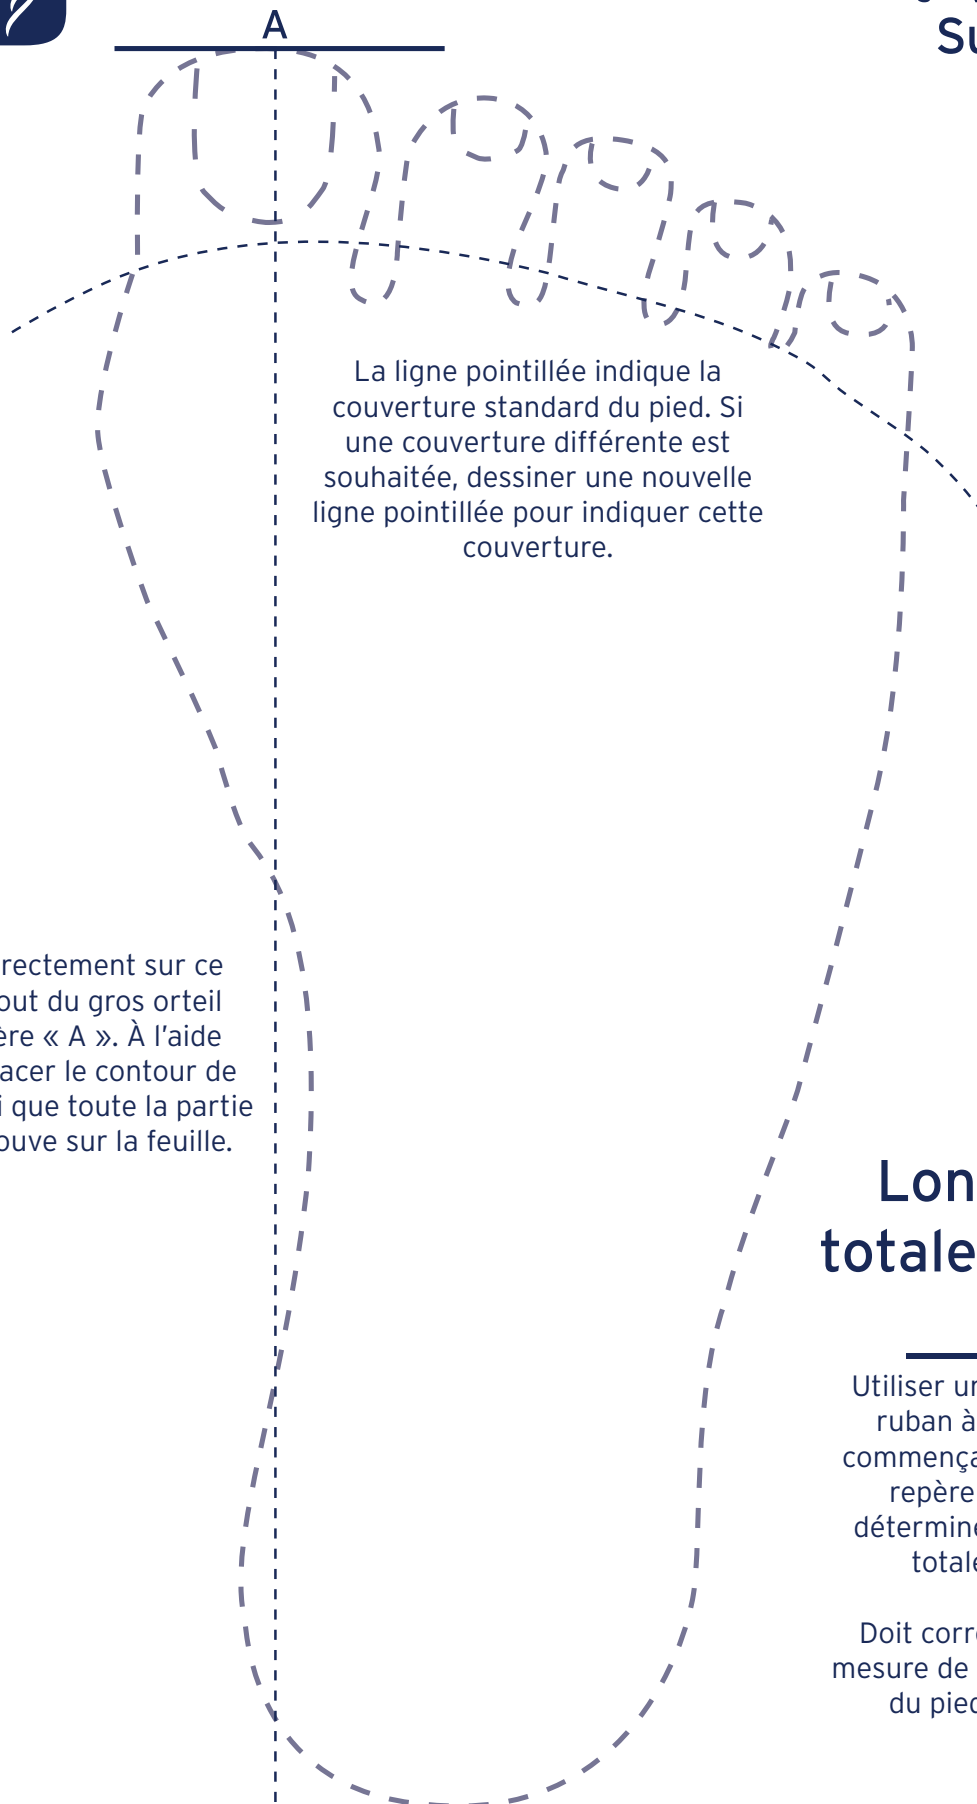 A
Su
La ligne pointillée indique la
couverture standard du pied. Si
une couverture différente est
souhaitée, dessiner une nouvelle
ligne pointillée pour indiquer cette
couverture.
rectement sur ce
out du gros orteil
ère « A ». À l’aide
acer le contour de
i que toute la partie
ouve sur la feuille.
Lon
totale
Utiliser un
ruban à
commença
repère
détermine
totale
Doit corre
mesure de
du pied